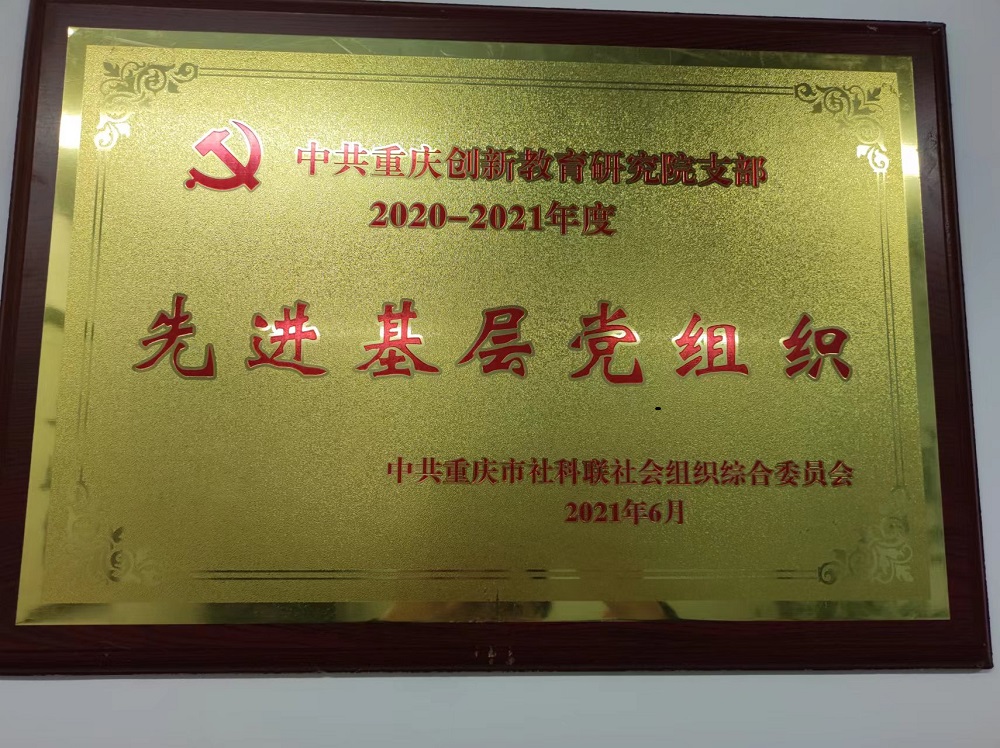 中共重庆创新教育研究院支部
2020-2021年度
先进基层党组织
中共重庆市社科联社会组织综合委员会
2021年6月